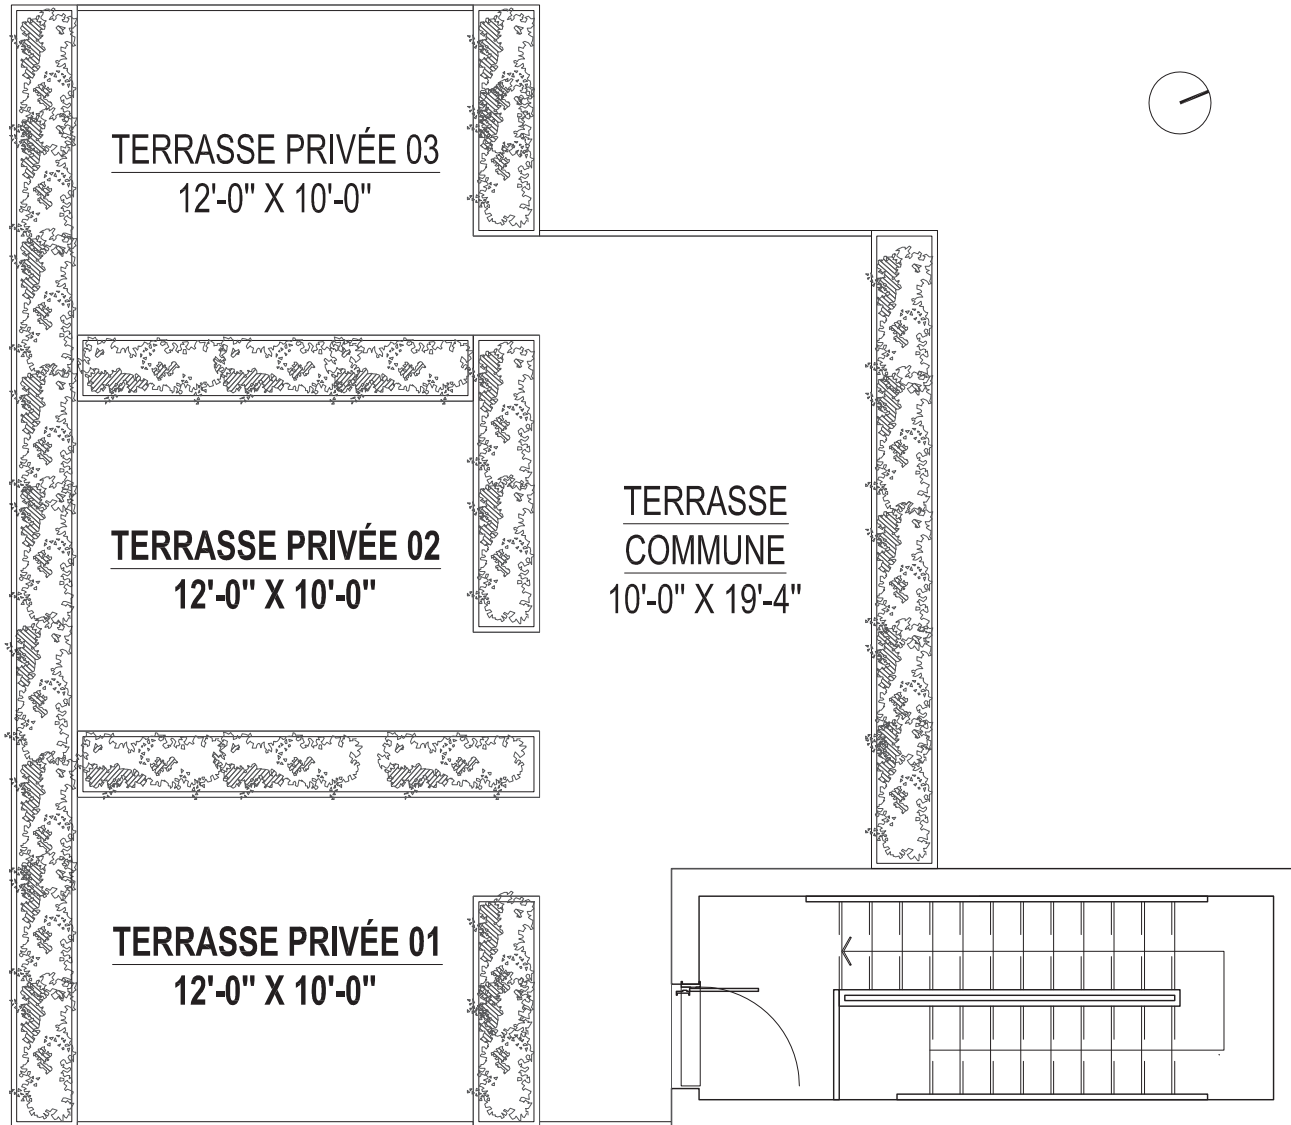 TERRASSE PRIVÉE 03
12'-0" X 10'-0"
TERRASSE PRIVÉE 02
12'-0" X 10'-0"
TERRASSE
COMMUNE
10'-0" X 19'-4"
TERRASSE PRIVÉE 01
12'-0" X 10'-0"